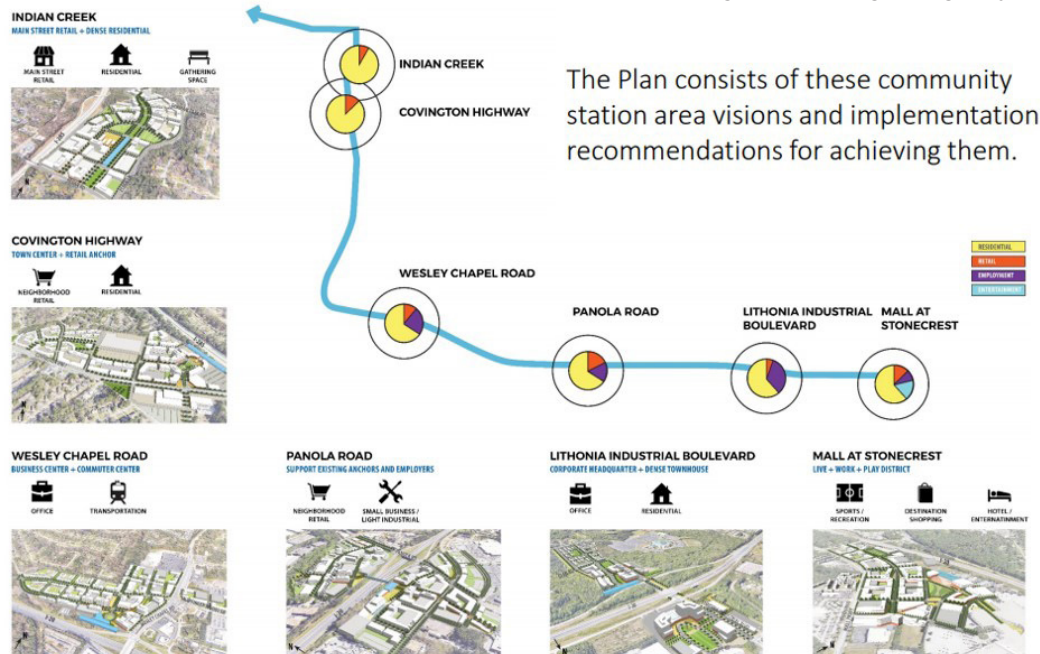 INDIAN CREEK
MAIN STREET RETAIL + DENSE RESIDENTIAL
MAIN STREET
RETAIL
RESIDENTIAL
GATHERING
SPACE
INDIAN CREEK
COVINGTON HIGHWAY
The Plan consists of these community
station area visions and implementation
recommendations for achieving them.
COVINGTON HIGHWAY
TOWN CENTER + RETAIL ANCHOR
NEIGHBORHOOD
RETAIL
RESIDENTIAL
WESLEY CHAPEL ROAD
PANOLA ROAD
LITHONIA INDUSTRIAL
BOULEVARD
MALL AT
STONECREST
RESIDENTIAL
RETAIL
EMPLOYMENT
ENTERTAINMENT
WESLEY CHAPEL ROAD
BUSINESS CENTER + COMMUTER CENTER
OFFICE
TRANSPORTATION
PANOLA ROAD
SUPPORT EXISTING ANCHORS AND EMPLOYERS
NEIGHBORHOOD
RETAIL
SMALL BUSINESS /
LIGHT INDUSTRIAL
LITHONIA INDUSTRIAL BOULEVARD
CORPORATE HEADQUARTER + DENSE TOWNHOUSE
OFFICE
RESIDENTIAL
MALL AT STONECREST
LIVE + WORK + PLAY DISTRICT
SPORTS /
RECREATION
DESTINATION
SHOPPING
HOTEL /
ENTERNATINMENT